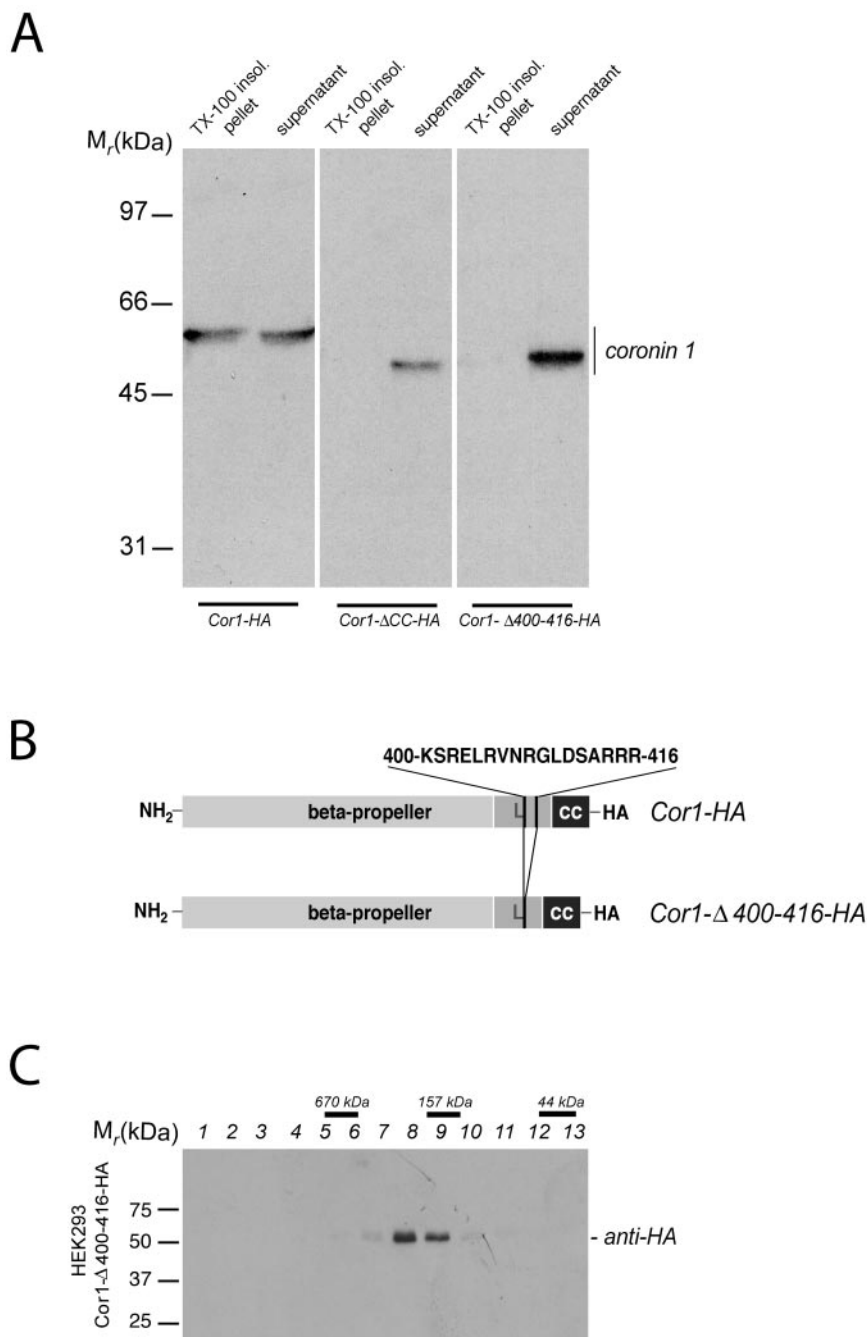 A
TX-100 insol. pellet
supernatant
TX-100 insol. pellet
supernatant
TX-100 insol. pellet
supernatant
Mr(kDa)
97
66
45
31
coronin 1
Cor1-HA
Cor1-ΔCC-HA
Cor1- Δ400-416-HA
B
400-KSRELRVNRGLDSARRR-416
NH2 beta-propeller L CC HA Cor1-HA
NH2 beta-propeller L CC HA Cor1-Δ 400-416-HA
C
670 kDa 157 kDa 44 kDa
Mr(kDa) 1 2 3 4 5 6 7 8 9 10 11 12 13
HEK293
Cor1-Δ 400-416-HA
75
50
37
25
- anti-HA